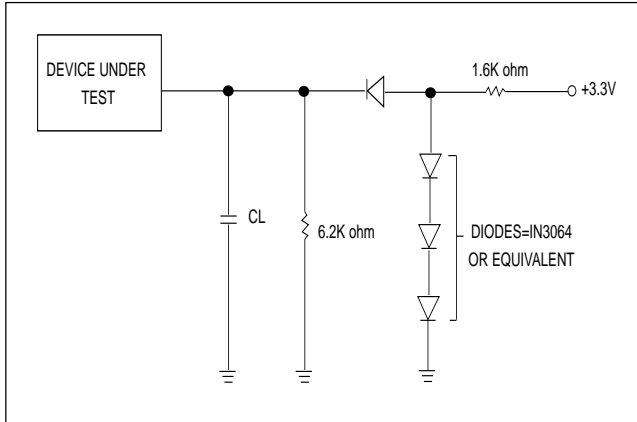 DEVICE UNDER
TEST
1.6K ohm
+3.3V
CL
6.2K ohm
DIODES=IN3064
OR EQUIVALENT